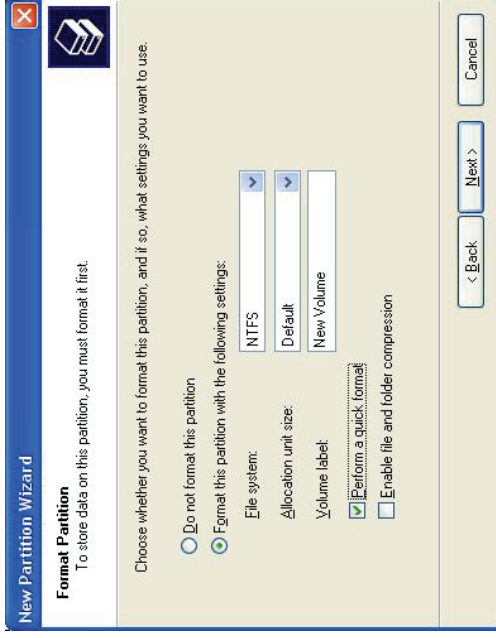 New Partition Wizard
Format Partition
To store data on this partition, you must format it first.
Choose whether you want to format this partition, and if so, what settings you want to use.
Do not format this partition
Format this partition with the following settings:
File system: NTFS
Allocation unit size: Default
Volume label: New Volume
Perform a quick format
Enable file and folder compression
< Back Next > Cancel